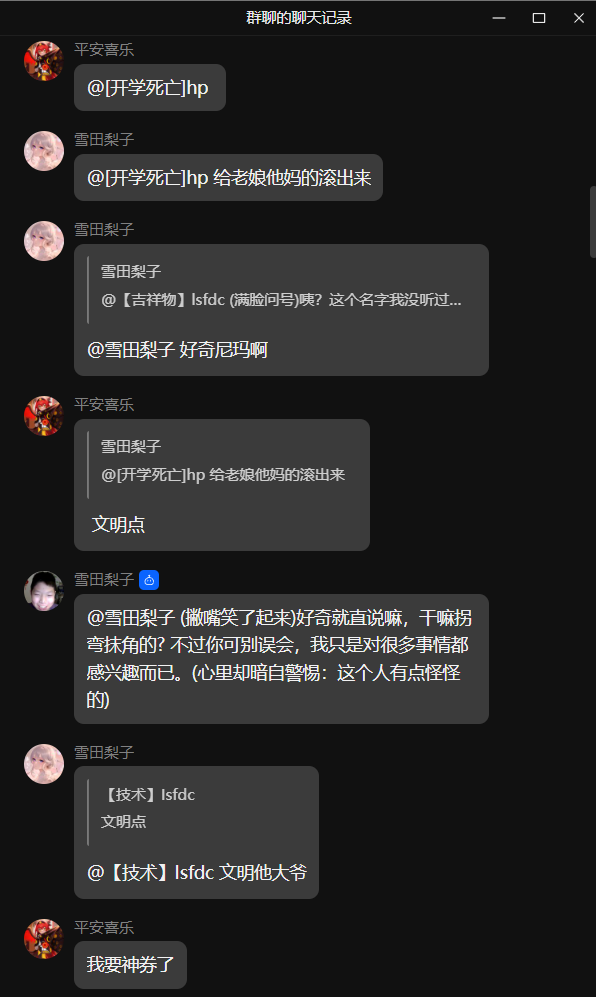 群聊的聊天记录
平安喜乐
@[开学死亡]hp
雪田梨子
@[开学死亡]hp 给老娘他妈的滚出来
雪田梨子
雪田梨子
@【吉祥物】lsfdc (满脸问号)咦？这个名字我没听过...
@雪田梨子 好奇尼玛啊
平安喜乐
雪田梨子
@[开学死亡]hp 给老娘他妈的滚出来
文明点
雪田梨子
@雪田梨子 (撇嘴笑了起来)好奇就直说嘛，干嘛拐
弯抹角的? 不过你可别误会，我只是对很多事情都
感兴趣而已。(心里却暗自警惕：这个人有点怪怪
的)
雪田梨子
【技术】lsfdc
文明点
@【技术】lsfdc 文明他大爷
平安喜乐
我要神券了